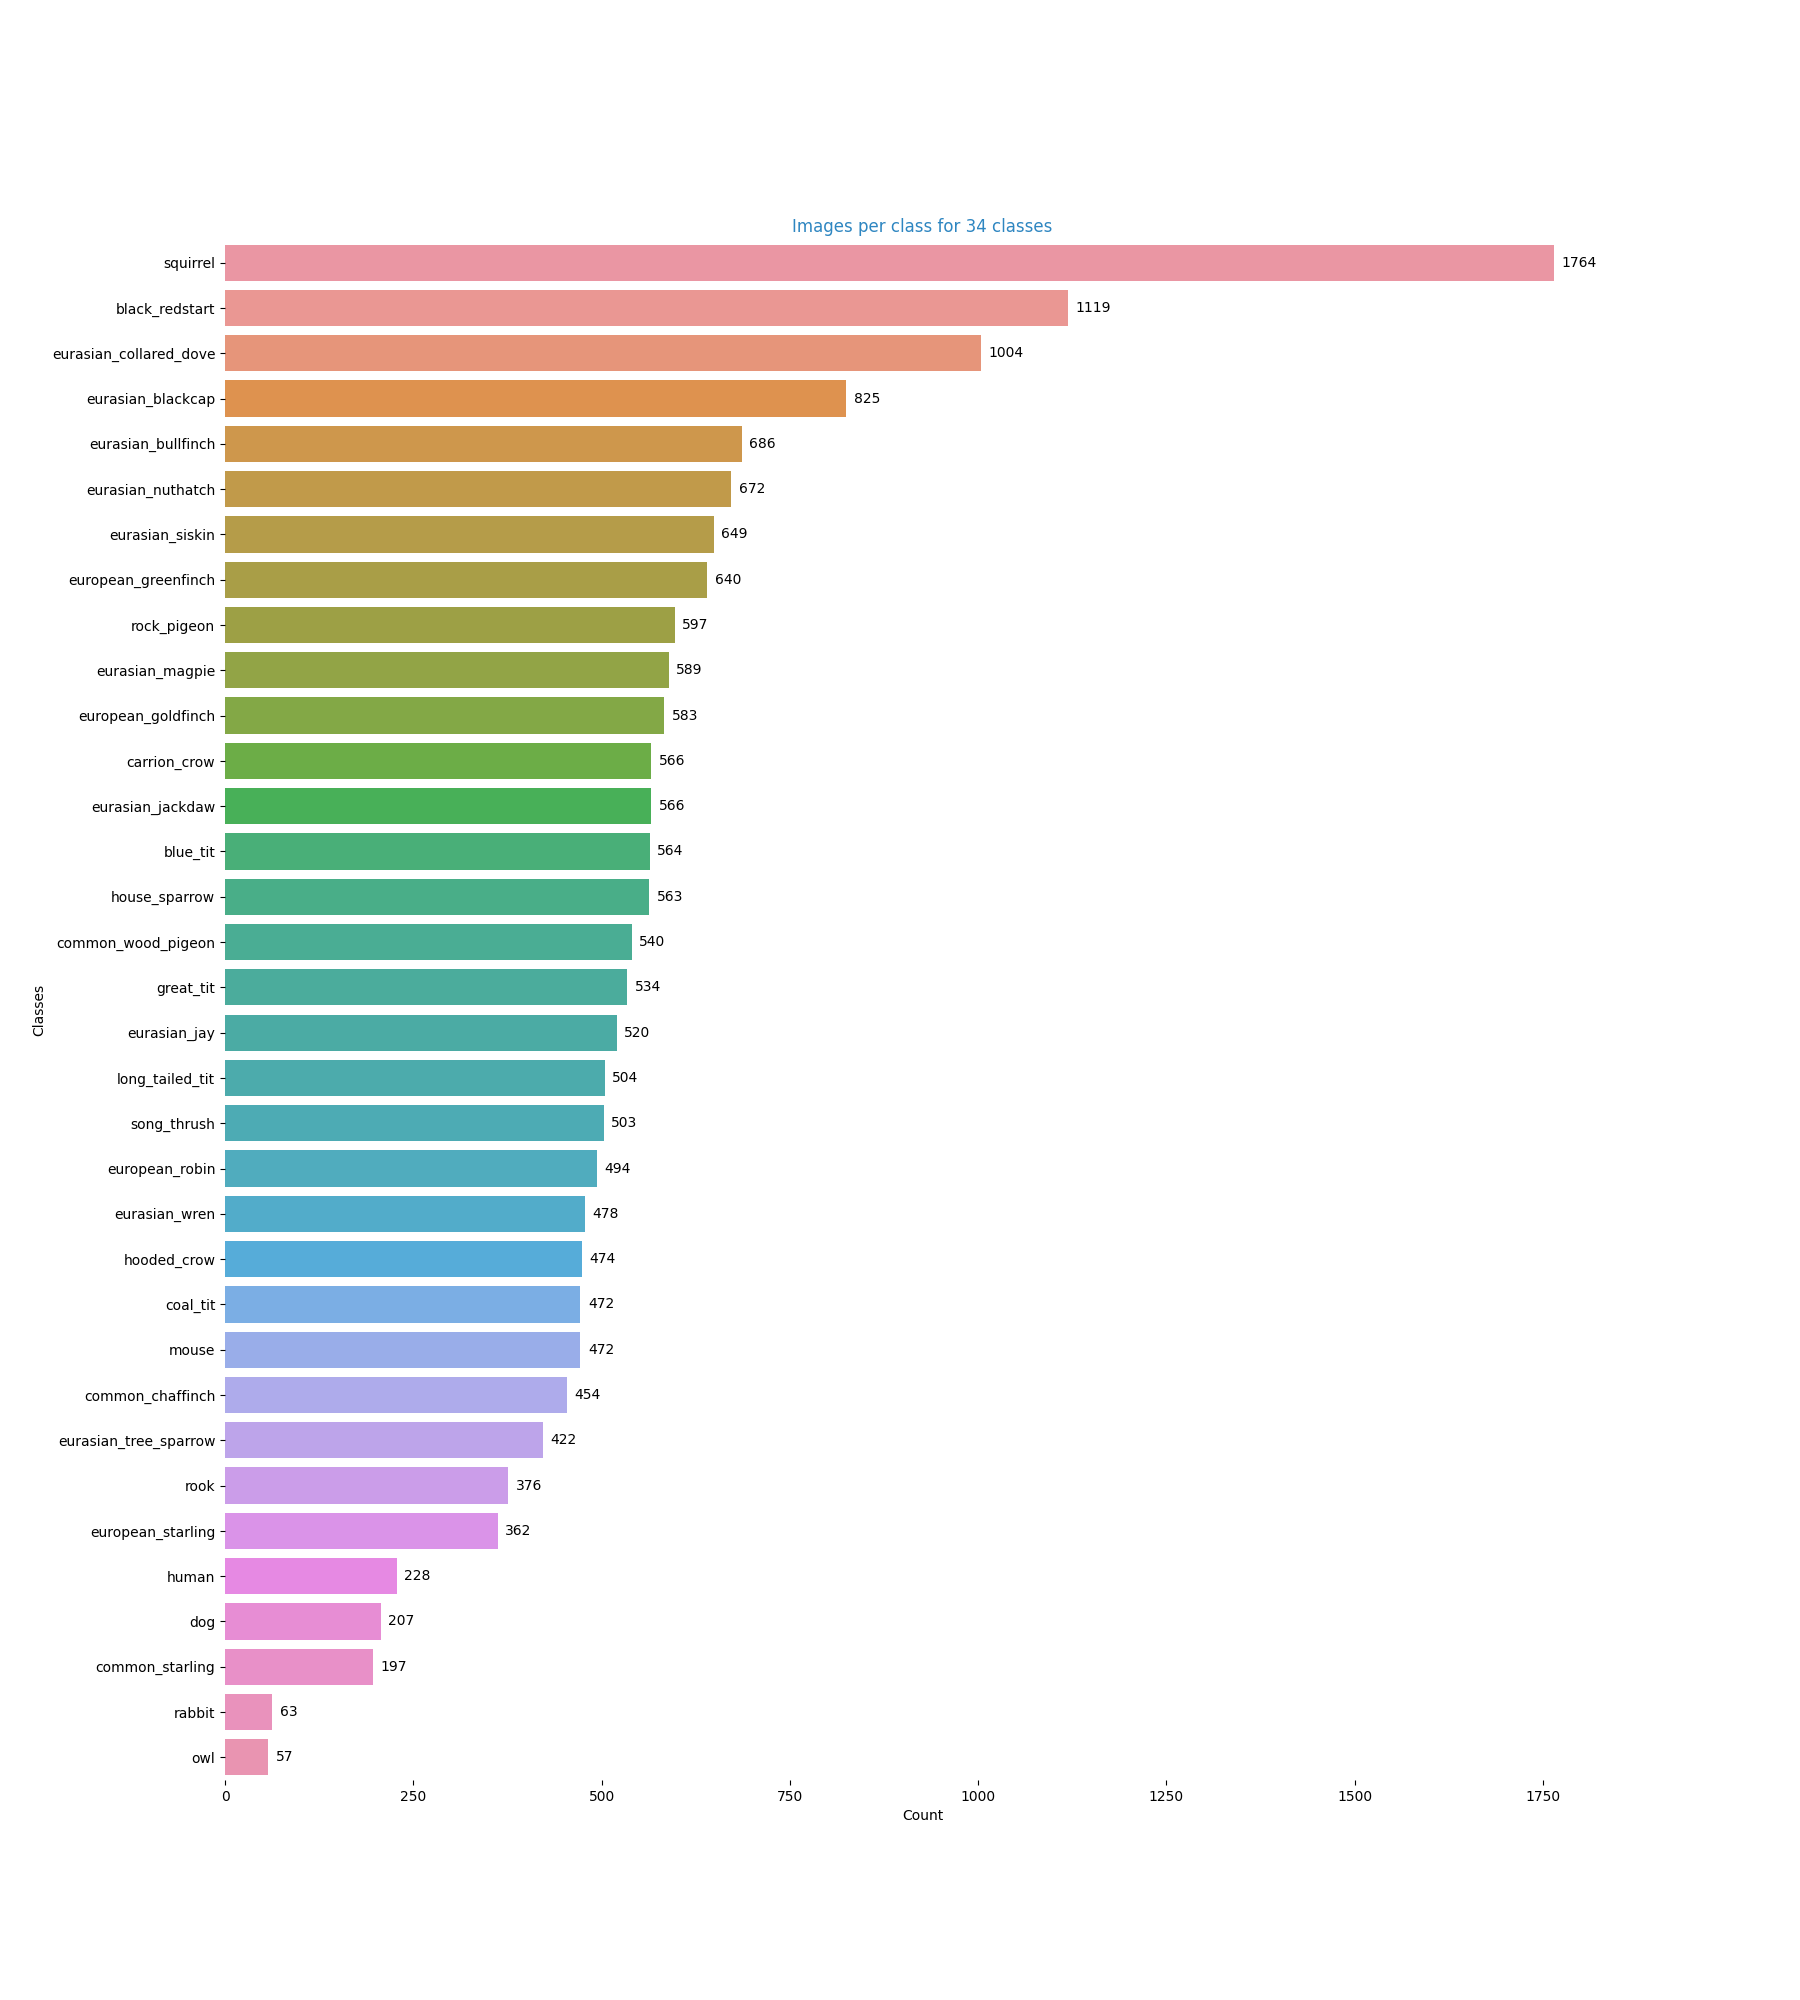 Images per class for 34 classes
squirrel 1764
black_redstart 1119
eurasian_collared_dove 1004
eurasian_blackcap 825
eurasian_bullfinch 686
eurasian_nuthatch 672
eurasian_siskin 649
european_greenfinch 640
rock_pigeon 597
eurasian_magpie 589
european_goldfinch 583
carrion_crow 566
eurasian_jackdaw 566
blue_tit 564
house_sparrow 563
common_wood_pigeon 540
great_tit 534
Classes
eurasian_jay 520
long_tailed_tit 504
song_thrush 503
european_robin 494
eurasian_wren 478
hooded_crow 474
coal_tit 472
mouse 472
common_chaffinch 454
eurasian_tree_sparrow 422
rook 376
european_starling 362
human 228
dog 207
common_starling 197
rabbit 63
owl 57
0 250 500 750 1000 1250 1500 1750
Count